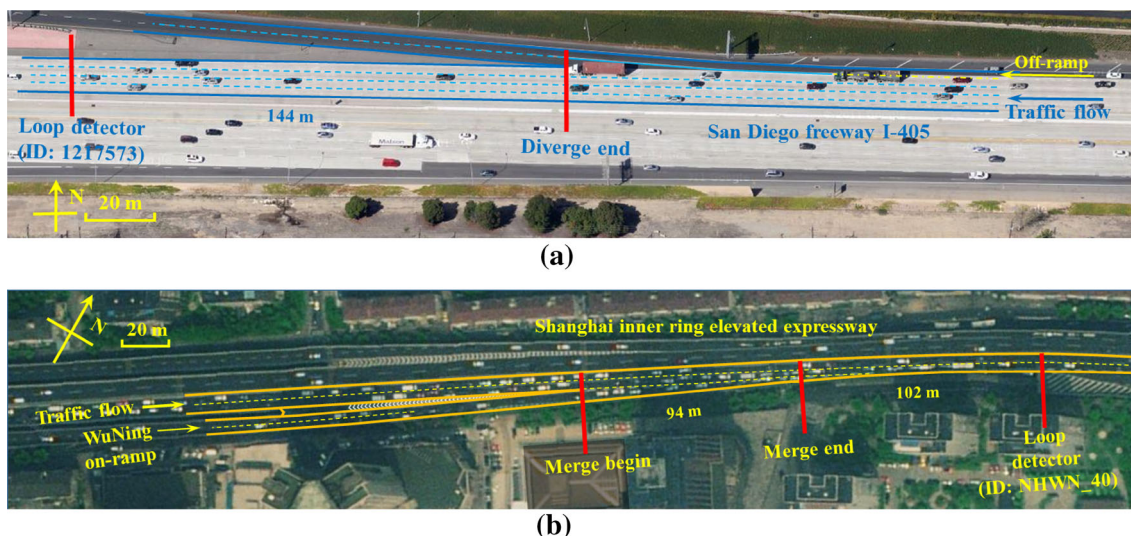 Off-ramp
Traffic flow
Loop detector
(ID: 1217573)
144 m
Diverge end
San Diego freeway I-405
N
20 m
(a)
N
20 m
Shanghai inner ring elevated expressway
Traffic flow
WuNing
on-ramp
94 m
102 m
Merge begin
Merge end
Loop
detector
(ID: NHWN_40)
(b)